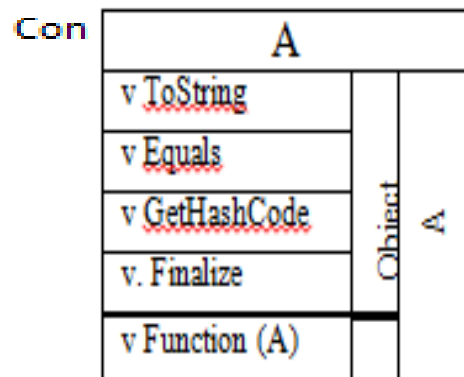 Con
A
v ToString
v Equals
v GetHashCode
v. Finalize
v Function (A)
Object
A